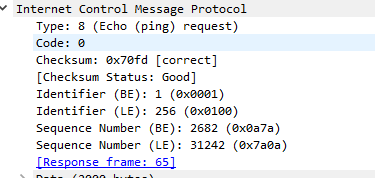 Internet Control Message Protocol
Type: 8 (Echo (ping) request)
Code: 0
Checksum: 0x70fd [correct]
[Checksum Status: Good]
Identifier (BE): 1 (0x0001)
Identifier (LE): 256 (0x0100)
Sequence Number (BE): 2682 (0x0a7a)
Sequence Number (LE): 31242 (0x7a0a)
[Response frame: 65]